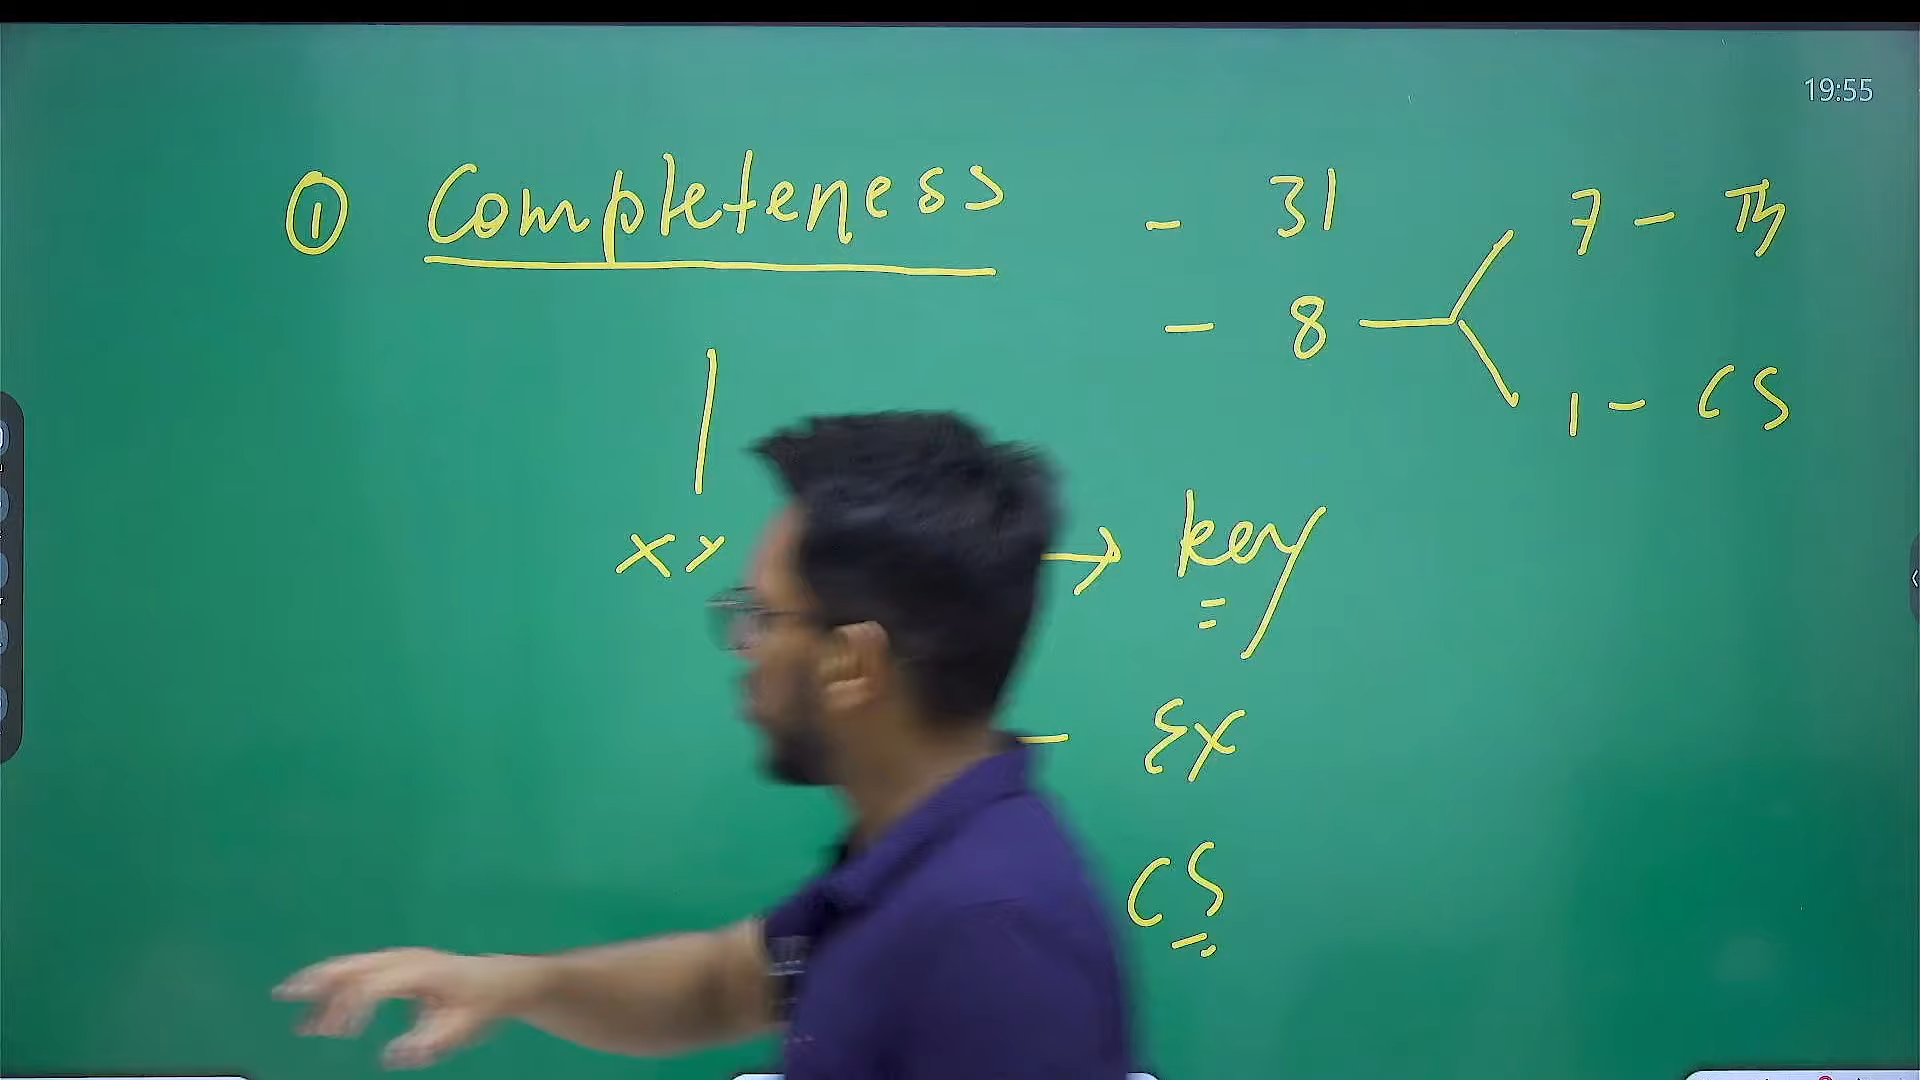 19:55
① Completeness - 31
- 8
7 - Th
1 - CS
xy → key
- Ex
CS